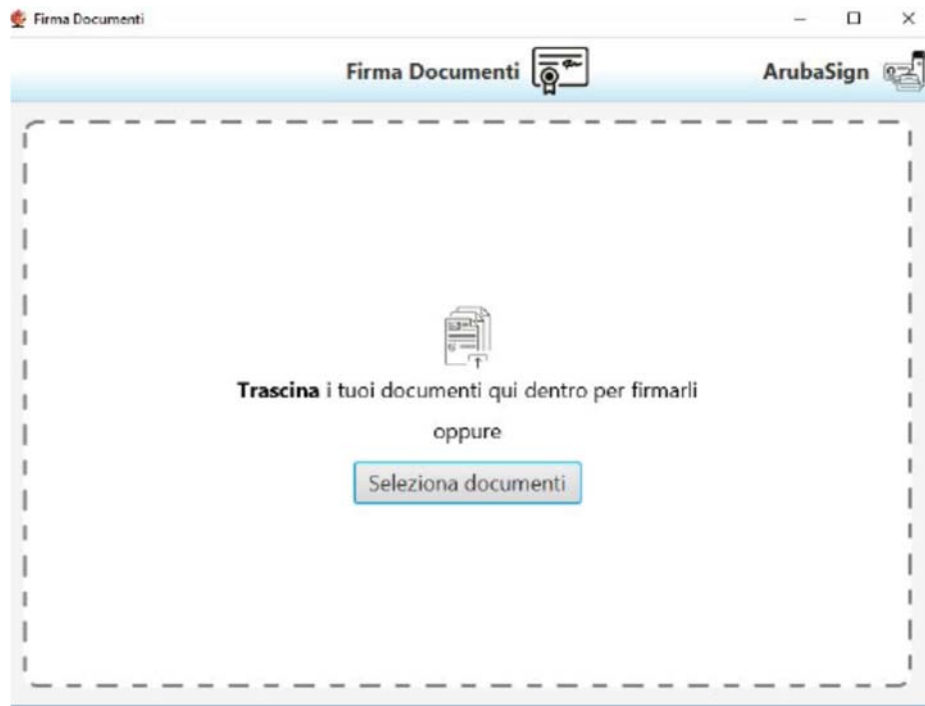 Firma Documenti
Firma Documenti
ArubaSign
Trascina i tuoi documenti qui dentro per firmarli
oppure
Seleziona documenti